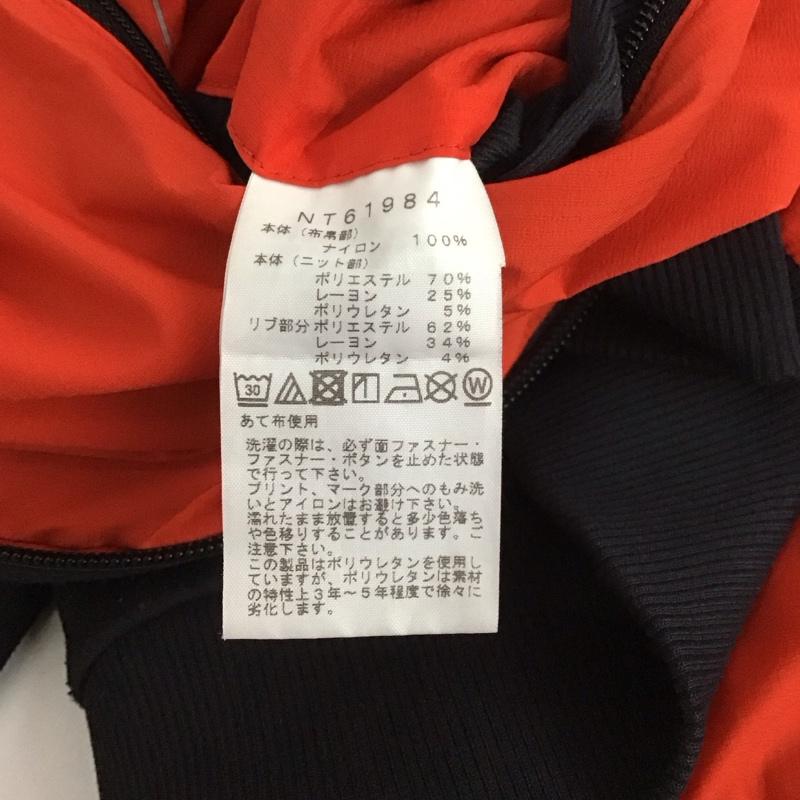 NT61984
本体（布帛部）
ナイロン 100%
本体（ニット部）
ポリエステル 70%
レーヨン 25%
ポリウレタン 5%
リブ部分ポリエステル 62%
レーヨン 34%
ポリウレタン 4%
30 W
あて布使用
洗濯の際は、必ず面ファスナー・
ファスナー・ボタンを止めた状態
で行って下さい。
プリント、マーク部分へのもみ洗
いとアイロンはお避け下さい。
濡れたまま放置すると多少色落ち
や色移りすることがあります。ご
注意下さい。
この製品はポリウレタンを使用し
ていますが、ポリウレタンは素材
の特性上3年～5年程度で徐々に
劣化します。